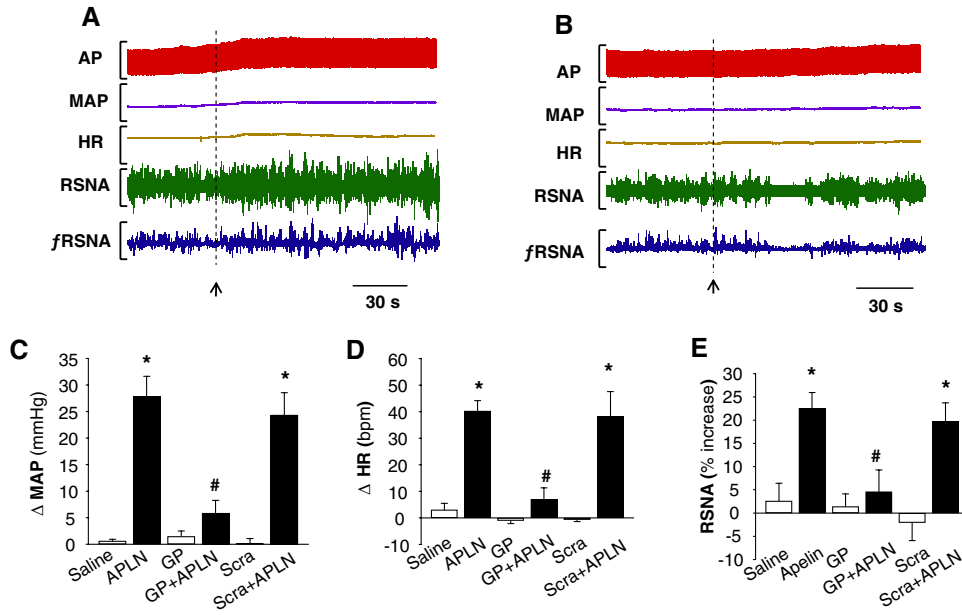 A
AP
MAP
HR
RSNA
ƒRSNA
30 s
B
AP
MAP
HR
RSNA
ƒRSNA
30 s
C
Δ MAP (mmHg)
35
30
25
20
15
10
5
0
*
#
*
Saline
APLN
GP
GP+APLN
Scra
Scra+APLN
D
Δ HR (bpm)
60
50
40
30
20
10
0
-10
*
#
*
Saline
APLN
GP
GP+APLN
Scra
Scra+APLN
E
RSNA (% increase)
30
25
20
15
10
5
0
-5
-10
*
#
*
Saline
Apelin
GP
GP+APLN
Scra
Scra+APLN